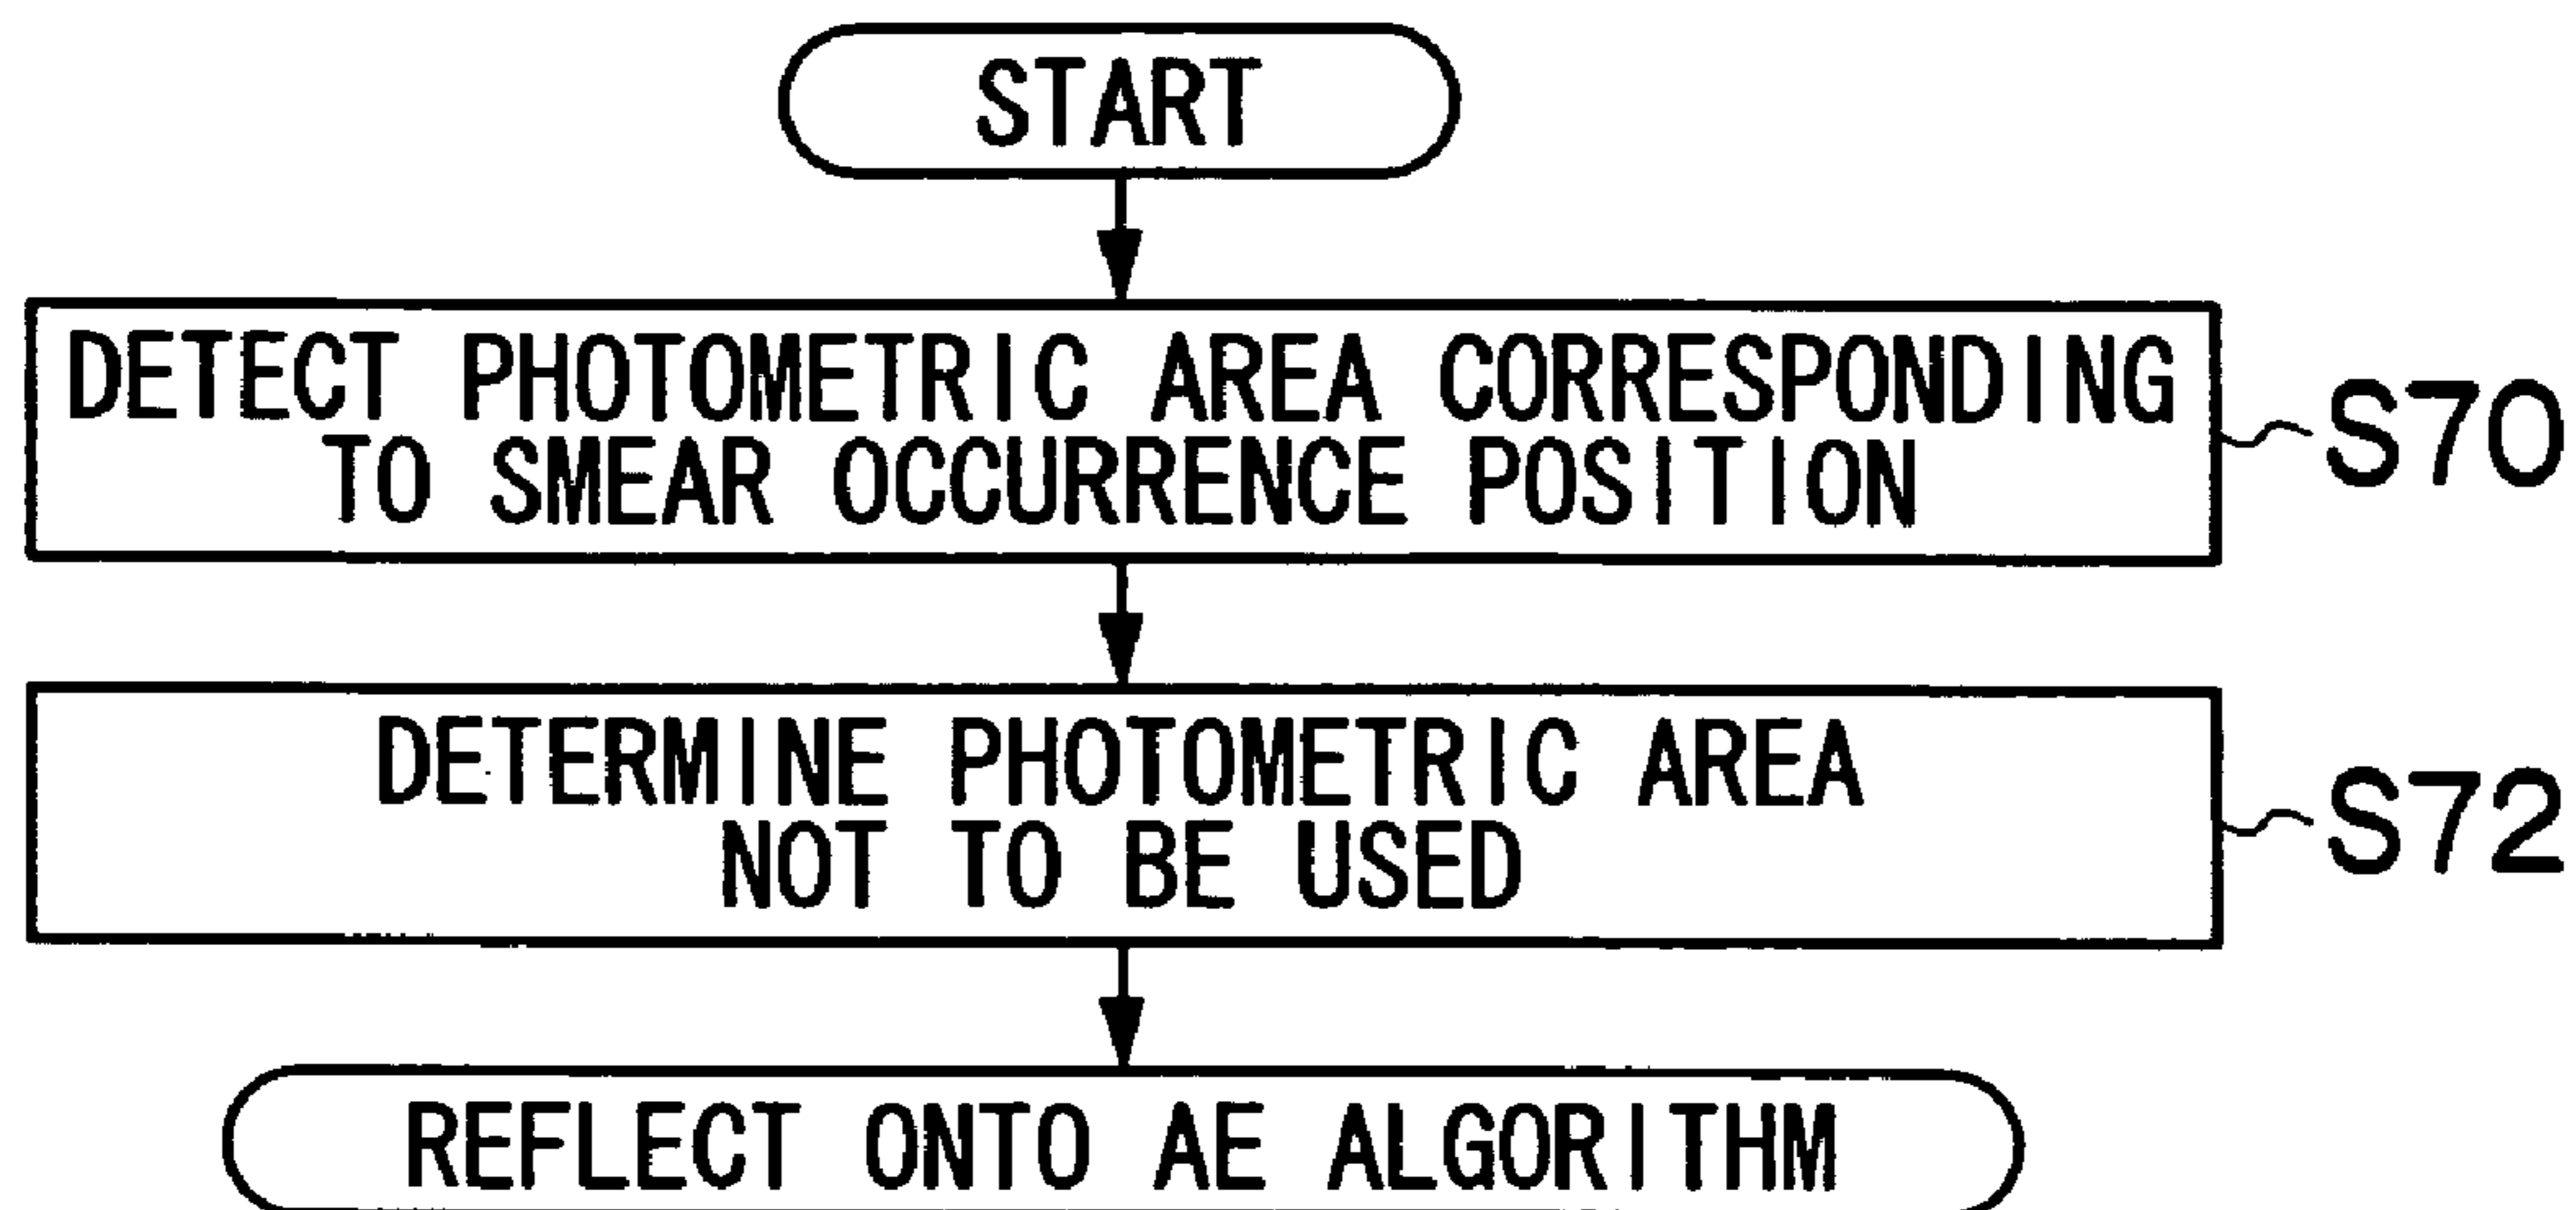 START
DETECT PHOTOMETRIC AREA CORRESPONDING
TO SMEAR OCCURRENCE POSITION
S70
DETERMINE PHOTOMETRIC AREA
NOT TO BE USED
S72
REFLECT ONTO AE ALGORITHM